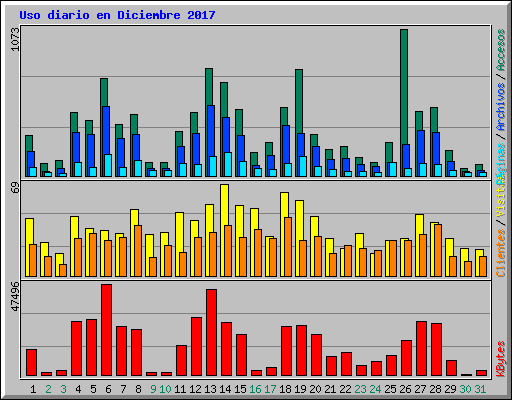 Uso diario en Diciembre 2017
1073
69
47496
Clientes / Visitas
Páginas / Archivos / Accesos
KBytes
1 2 3 4 5 6 7 8 9 10 11 12 13 14 15 16 17 18 19 20 21 22 23 24 25 26 27 28 29 30 31